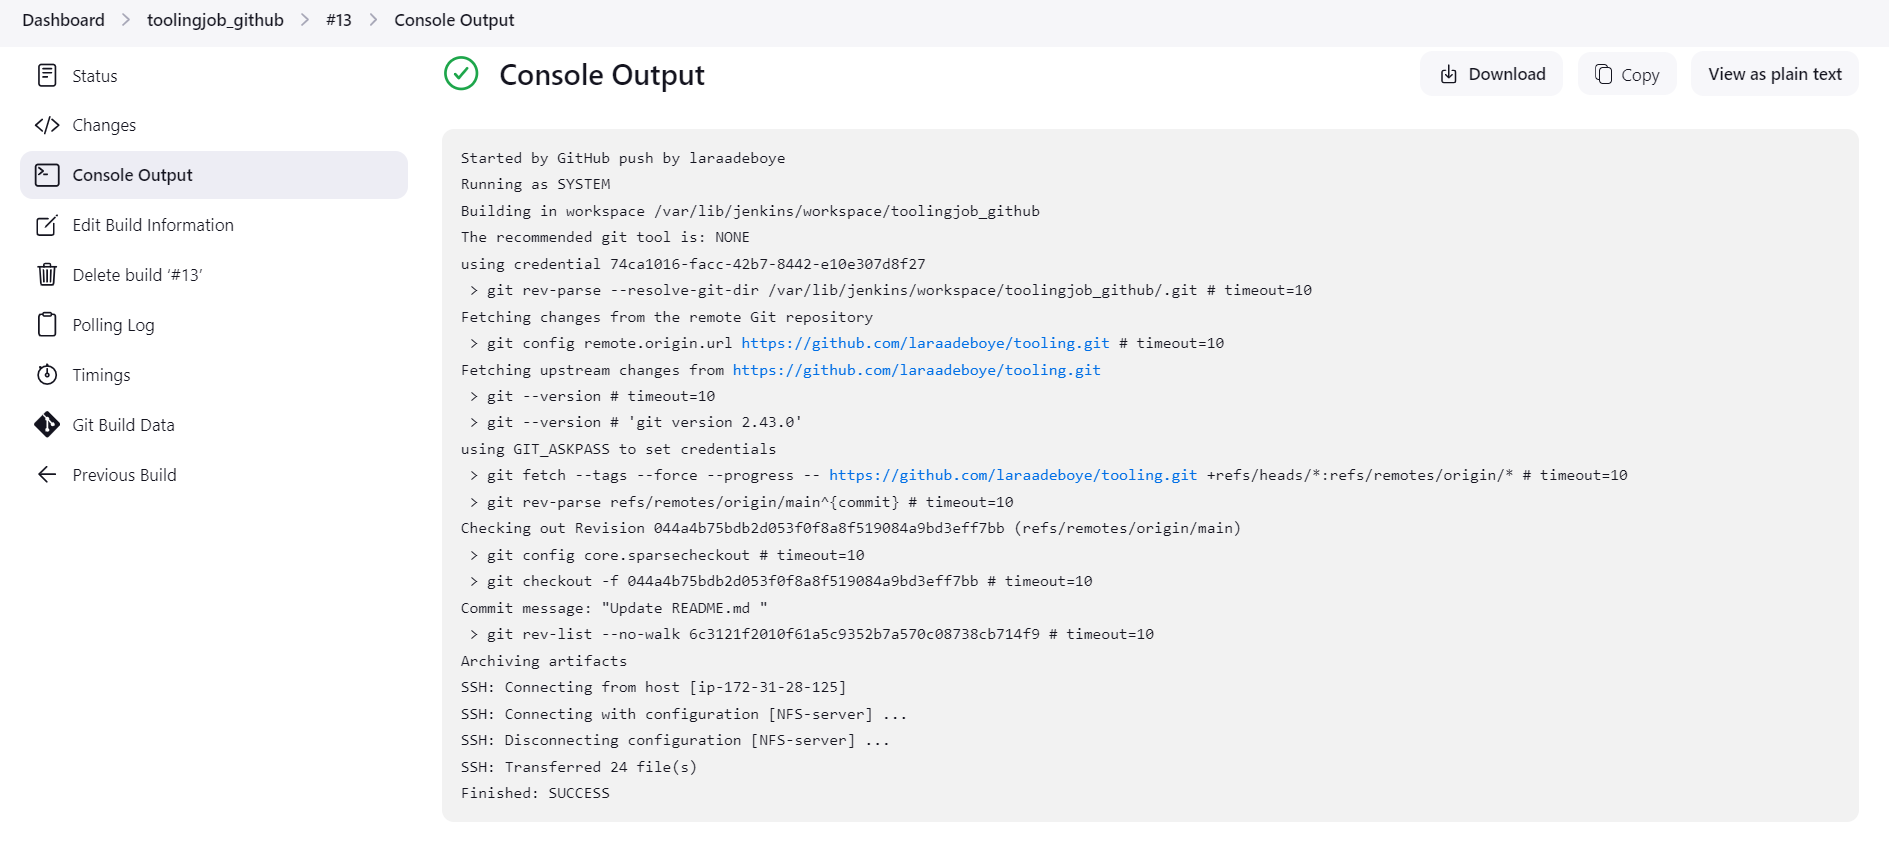 Dashboard > toolingjob_github > #13 > Console Output
Status
Changes
Console Output
Edit Build Information
Delete build ‘#13’
Polling Log
Timings
Git Build Data
Previous Build
Console Output
Download
Copy
View as plain text
Started by GitHub push by laraadeboye
Running as SYSTEM
Building in workspace /var/lib/jenkins/workspace/toolingjob_github
The recommended git tool is: NONE
using credential 74ca1016-facc-42b7-8442-e10e307d8f27
 > git rev-parse --resolve-git-dir /var/lib/jenkins/workspace/toolingjob_github/.git # timeout=10
Fetching changes from the remote Git repository
 > git config remote.origin.url https://github.com/laraadeboye/tooling.git # timeout=10
Fetching upstream changes from https://github.com/laraadeboye/tooling.git
 > git --version # timeout=10
 > git --version # 'git version 2.43.0'
using GIT_ASKPASS to set credentials
 > git fetch --tags --force --progress -- https://github.com/laraadeboye/tooling.git +refs/heads/*:refs/remotes/origin/* # timeout=10
 > git rev-parse refs/remotes/origin/main^{commit} # timeout=10
Checking out Revision 044a4b75bdb2d053f0f8a8f519084a9bd3eff7bb (refs/remotes/origin/main)
 > git config core.sparsecheckout # timeout=10
 > git checkout -f 044a4b75bdb2d053f0f8a8f519084a9bd3eff7bb # timeout=10
Commit message: "Update README.md "
 > git rev-list --no-walk 6c3121f2010f61a5c9352b7a570c08738cb714f9 # timeout=10
Archiving artifacts
SSH: Connecting from host [ip-172-31-28-125]
SSH: Connecting with configuration [NFS-server] ...
SSH: Disconnecting configuration [NFS-server] ...
SSH: Transferred 24 file(s)
Finished: SUCCESS